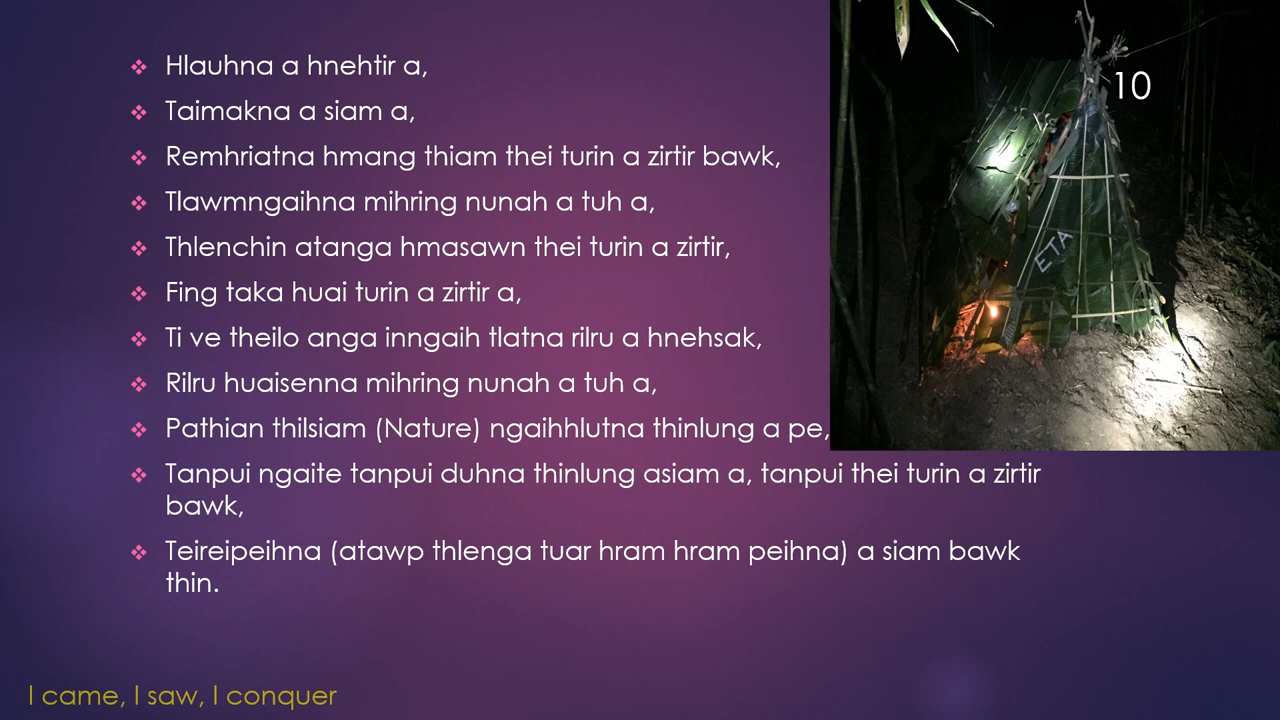 Hlauhna a hnehtir a,
Taimakna a siam a,
Remhriatna hmang thiam thei turin a zirtir bawk,
Tlawmngaihna mihring nunah a tuh a,
Thlenchin atanga hmasawn thei turin a zirtir,
Fing taka huai turin a zirtir a,
Ti ve theilo anga inngaih tlatna rilru a hnehsak,
Rilru huaisenna mihring nunah a tuh a,
Pathian thilsiam (Nature) ngaihhlutna thinlung a pe,
Tanpui ngaite tanpui duhna thinlung asiam a, tanpui thei turin a zirtir
bawk,
Teireipeihna (atawp thlenga tuar hram hram peihna) a siam bawk
thin.
10
ETA
I came, I saw, I conquer